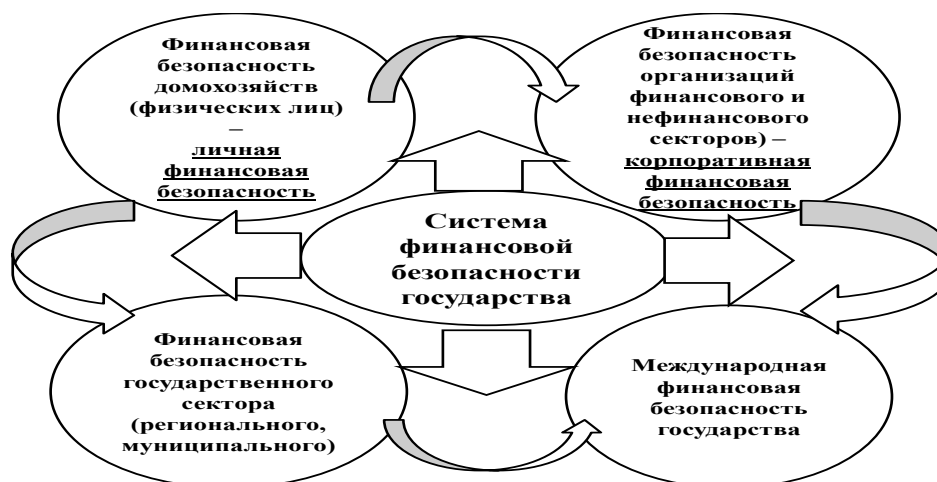 Финансовая
безопасность
домохозяйств
(физических лиц)
–
личная
финансовая
безопасность
Финансовая
безопасность
организаций
финансового и
нефинансового
секторов) –
корпоративная
финансовая
безопасность
Система
финансовой
безопасности
государства
Финансовая
безопасность
государственного
сектора
(регионального,
муниципального)
Международная
финансовая
безопасность
государства